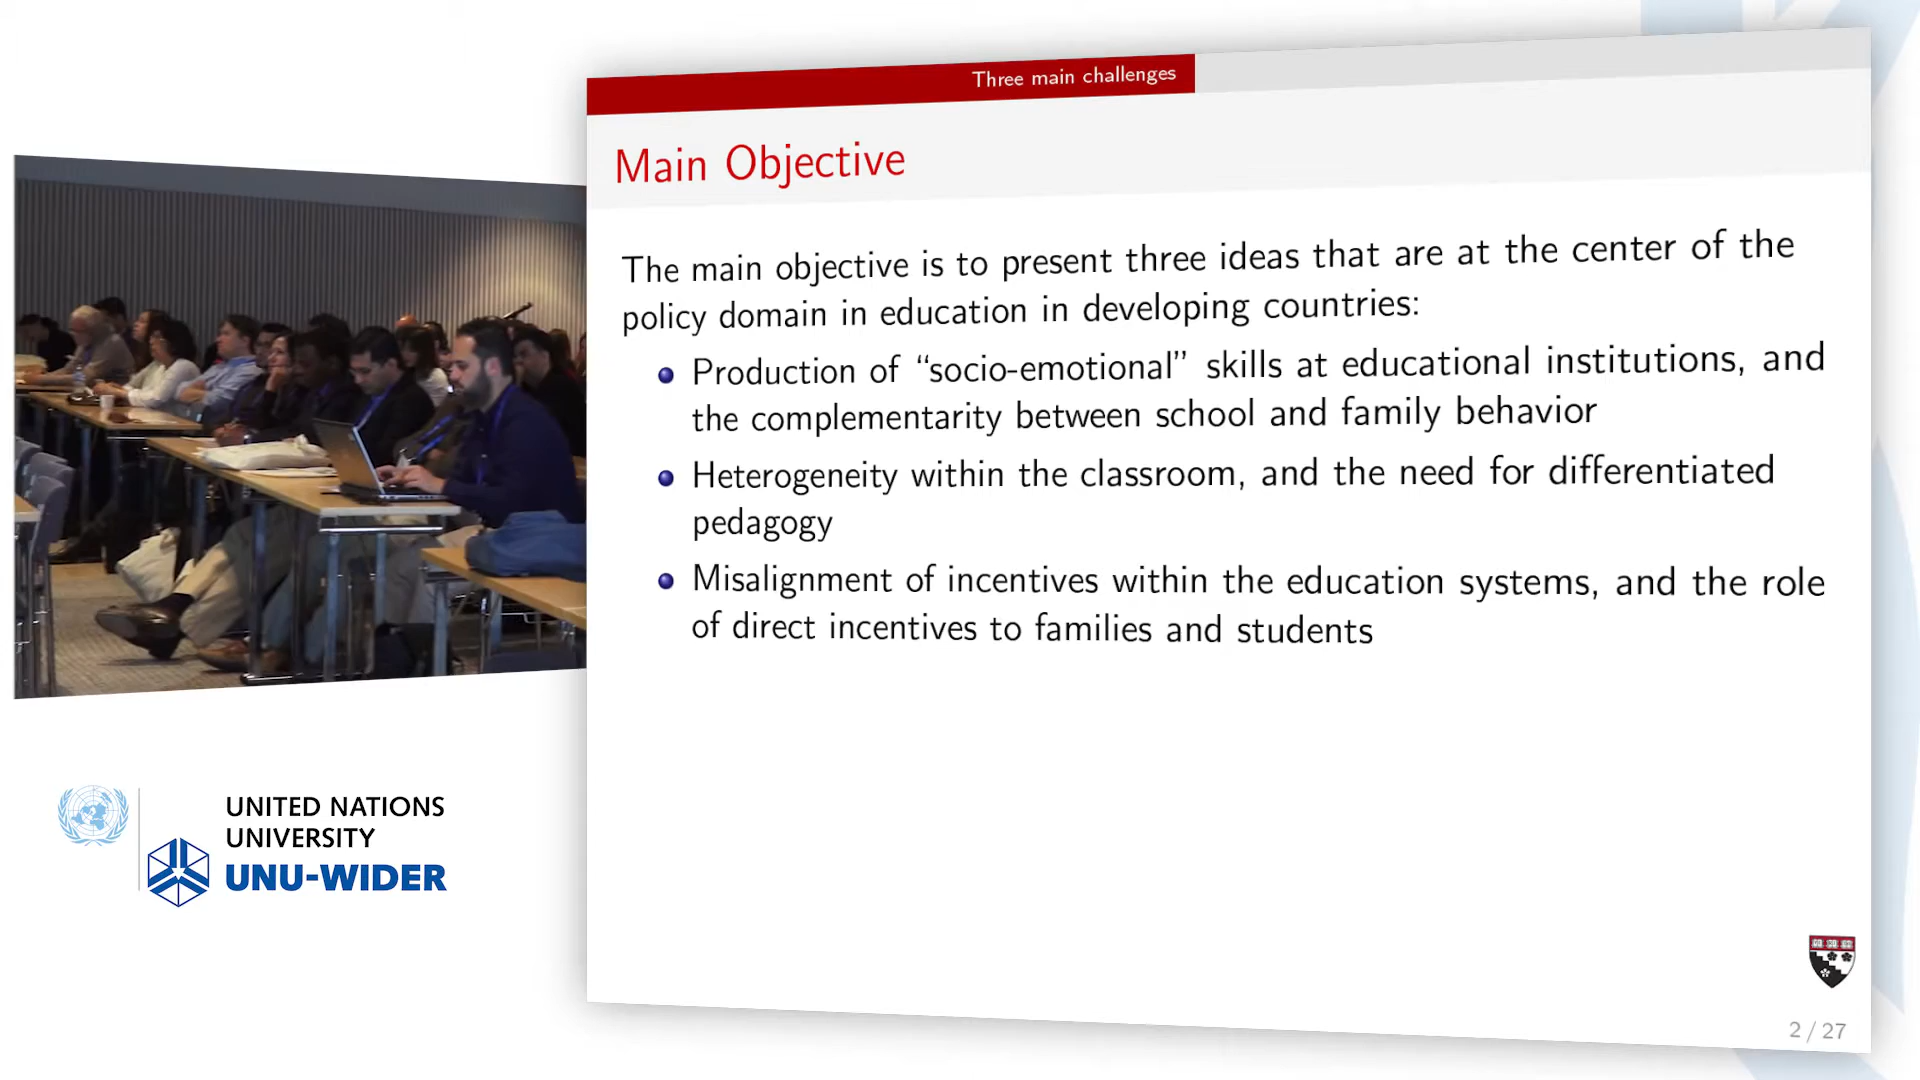 Three main challenges
Main Objective
The main objective is to present three ideas that are at the center of the
policy domain in education in developing countries:
Production of “socio-emotional” skills at educational institutions, and
the complementarity between school and family behavior
Heterogeneity within the classroom, and the need for differentiated
pedagogy
Misalignment of incentives within the education systems, and the role
of direct incentives to families and students
2 / 27
UNITED NATIONS
UNIVERSITY
UNU-WIDER